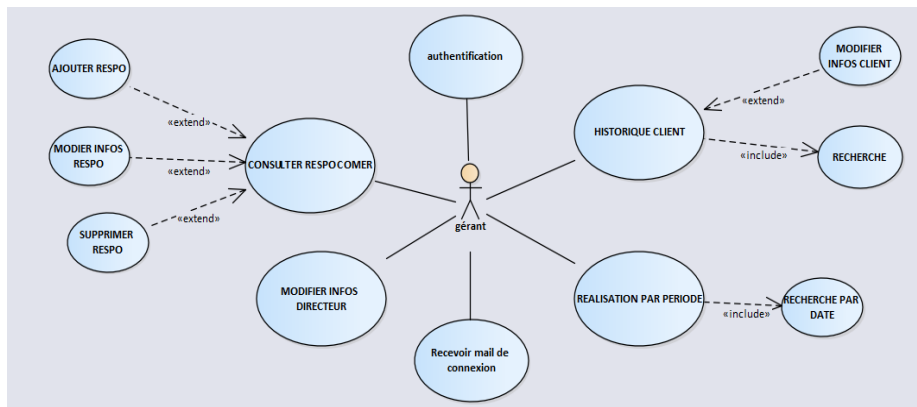 authentification
MODIFIER
INFOS CLIENT
AJOUTER RESPO
«extend»
«extend»
HISTORIQUE CLIENT
MODIER INFOS
RESPO
«extend»
CONSULTER RESPO COMER
«include»
RECHERCHE
SUPPRIMER
RESPO
«extend»
gérant
MODIFIER INFOS
DIRECTEUR
REALISATION PAR PERIODE
«include»
RECHERCHE PAR
DATE
Recevoir mail de
connexion